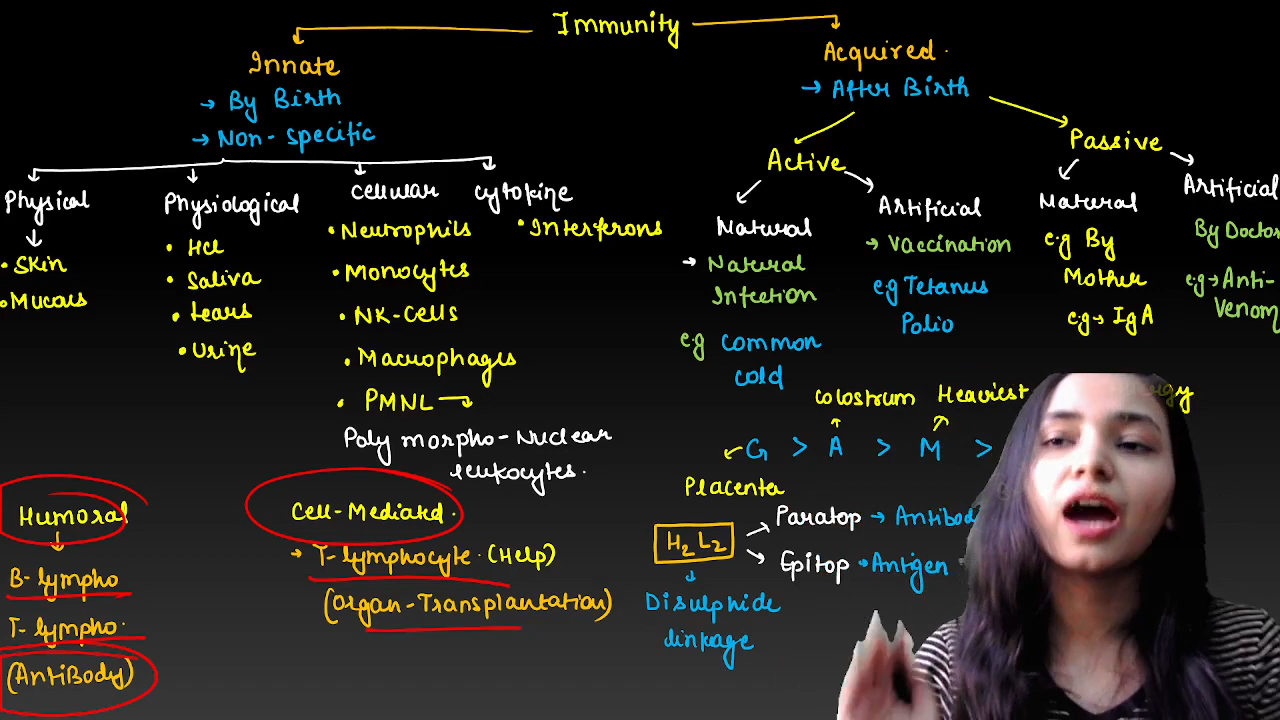 Immunity
Innate
→ By Birth
→ Non-specific
Physical
• Skin
• Mucous
Physiological
• Hcl
• Saliva
• tears
• Urine
cellular
• Neutrophils
• Monocytes
• NK-cells
• Macrophages
• PMNL →
Poly morpho-Nuclear
leukocytes.
cytokine
• Interferons
Acquired.
→ After Birth
Active
Natural
→ Natural
Infection
e.g common
cold
Artificial
→ Vaccination
e.g Tetanus
Polio
Passive
Natural
e.g By
Mother
e.g → IgA
Artificial
By Doctor
e.g → Anti-
Venom
Humoral
B-lympho
T-lympho.
(AntiBody)
Cell-Mediated.
→ T-lymphocyte. (Help)
(Organ-Transplantation)
colostrum Heaviest
G > A > M >
Placenta
H2L2
Disulphide
linkage
Paratop → Antibod
Epitop → Antigen